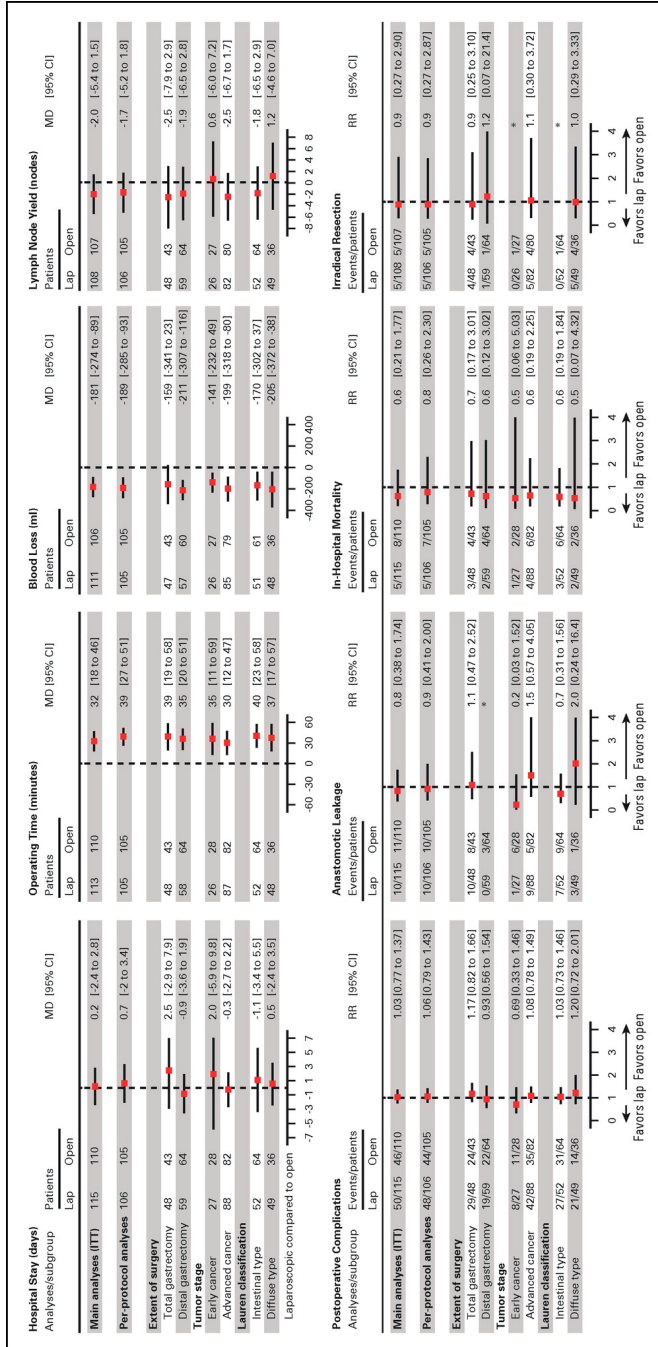 Hospital Stay (days)
Analyses/subgroup Patients MD [95% CI]
Lap Open
Main analyses (ITT) 115 110 0.2 [-2.4 to 2.8]
Per-protocol analyses 106 105 0.7 [-2 to 3.4]
Extent of surgery
Total gastrectomy 48 43 2.5 [-2.9 to 7.9]
Distal gastrectomy 59 64 -0.9 [-3.6 to 1.9]
Tumor stage
Early cancer 27 28 2.0 [-5.9 to 9.8]
Advanced cancer 88 82 -0.3 [-2.7 to 2.2]
Lauren classification
Intestinal type 52 64 -1.1 [-3.4 to 5.5]
Diffuse type 49 36 0.5 [-2.4 to 3.5]
Laparoscopic compared to open
-7 -5 -3 -1 1 3 5 7
Operating Time (minutes)
Patients MD [95% CI]
Lap Open
113 110 32 [18 to 46]
105 105 39 [27 to 51]
48 43 39 [19 to 58]
58 64 35 [20 to 51]
26 28 35 [11 to 59]
87 82 30 [12 to 47]
52 64 40 [23 to 58]
48 36 37 [17 to 57]
-60 -30 0 30 60
Blood Loss (ml)
Patients MD [95% CI]
Lap Open
111 106 -181 [-274 to -89]
105 105 -189 [-285 to -93]
47 43 -159 [-341 to 23]
57 60 -211 [-307 to -116]
26 27 -141 [-232 to 49]
85 79 -199 [-318 to -80]
51 61 -170 [-302 to 37]
48 36 -205 [-372 to -38]
-400 -200 0 200 400
Lymph Node Yield (nodes)
Patients MD [95% CI]
Lap Open
108 107 -2.0 [-5.4 to 1.5]
106 105 -1.7 [-5.2 to 1.8]
48 43 -2.5 [-7.9 to 2.9]
59 64 -1.9 [-6.5 to 2.8]
26 27 0.6 [-6.0 to 7.2]
82 80 -2.5 [-6.7 to 1.7]
52 64 -1.8 [-6.5 to 2.9]
49 36 1.2 [-4.6 to 7.0]
-8 -6 -4 -2 0 2 4 6 8
Postoperative Complications
Analyses/subgroup Events/patients RR [95% CI]
Lap Open
Main analyses (ITT) 50/115 46/110 1.03 [0.77 to 1.37]
Per-protocol analyses 48/106 44/105 1.06 [0.79 to 1.43]
Extent of surgery
Total gastrectomy 29/48 24/43 1.17 [0.82 to 1.66]
Distal gastrectomy 19/59 22/64 0.93 [0.56 to 1.54]
Tumor stage
Early cancer 8/27 11/28 0.69 [0.33 to 1.46]
Advanced cancer 42/88 35/82 1.08 [0.78 to 1.49]
Lauren classification
Intestinal type 27/52 31/64 1.03 [0.73 to 1.46]
Diffuse type 21/49 14/36 1.20 [0.72 to 2.01]
0 1 2 3 4
Favors lap Favors open
Anastomotic Leakage
Events/patients RR [95% CI]
Lap Open
10/115 11/110 0.8 [0.38 to 1.74]
10/106 10/105 0.9 [0.41 to 2.00]
10/48 8/43 1.1 [0.47 to 2.52]
0/59 3/64 *
1/27 6/28 0.2 [0.03 to 1.52]
9/88 5/82 1.5 [0.57 to 4.05]
7/52 9/64 0.7 [0.31 to 1.56]
3/49 1/36 2.0 [0.24 to 16.4]
0 1 2 3 4
Favors lap Favors open
In-Hospital Mortality
Events/patients RR [95% CI]
Lap Open
5/115 8/110 0.6 [0.21 to 1.77]
5/106 7/105 0.8 [0.26 to 2.30]
3/48 4/43 0.7 [0.17 to 3.01]
2/59 4/64 0.6 [0.12 to 3.02]
1/27 2/28 0.5 [0.06 to 5.03]
4/88 6/82 0.6 [0.19 to 2.25]
3/52 6/64 0.6 [0.19 to 1.84]
2/49 2/36 0.5 [0.07 to 4.32]
0 1 2 3 4
Favors lap Favors open
Irradical Resection
Events/patients RR [95% CI]
Lap Open
5/108 5/107 0.9 [0.27 to 2.90]
5/106 5/105 0.9 [0.27 to 2.87]
4/48 4/43 0.9 [0.25 to 3.10]
1/59 1/64 1.2 [0.07 to 21.4]
0/26 1/27 *
5/82 4/80 1.1 [0.30 to 3.72]
0/52 1/64 *
5/49 4/36 1.0 [0.29 to 3.33]
0 1 2 3 4
Favors lap Favors open